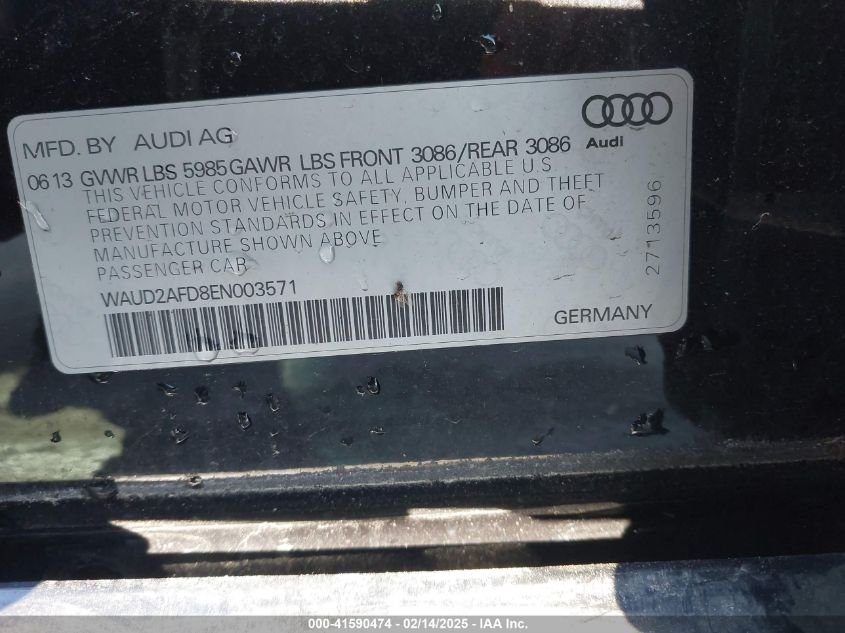 MFD. BY AUDI AG
Audi
06 13 GVWR LBS 5985 GAWR LBS FRONT 3086/REAR 3086
THIS VEHICLE CONFORMS TO ALL APPLICABLE U.S
FEDERAL MOTOR VEHICLE SAFETY, BUMPER AND THEFT
PREVENTION STANDARDS IN EFFECT ON THE DATE OF
MANUFACTURE SHOWN ABOVE
PASSENGER CAR
WAUD2AFD8EN003571
GERMANY
2713596
000-41590474 - 02/14/2025 - IAA Inc.